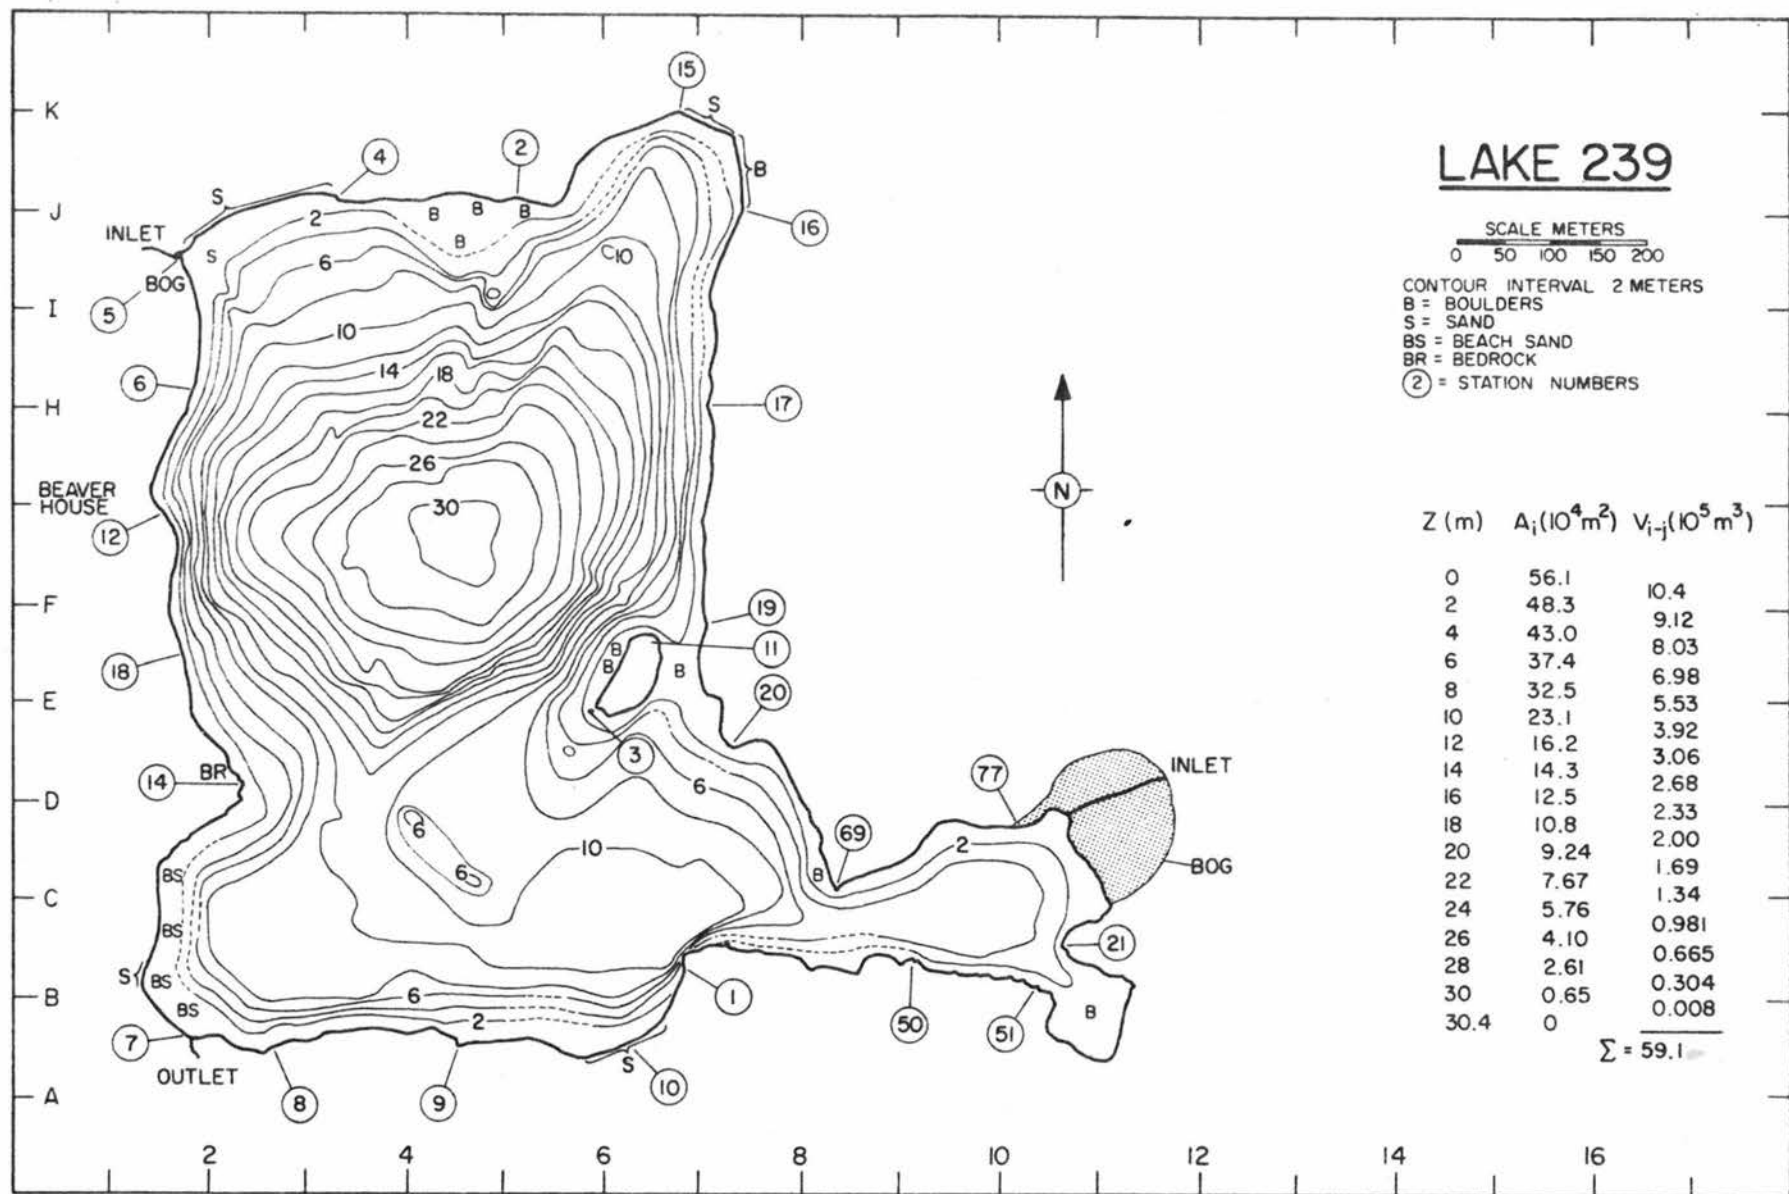 LAKE 239
SCALE METERS
0 50 100 150 200
CONTOUR INTERVAL 2 METERS
B = BOULDERS
S = SAND
BS = BEACH SAND
BR = BEDROCK
2 = STATION NUMBERS
K
J
I
H
F
E
D
C
B
A
2 4 6 8 10 12 14 16
15
S
4
2
S
B
J
B B B
16
INLET
2
B
S
6
10
BOG
5
10
14
6
18
17
22
26
BEAVER
HOUSE
30
N
12
19
11
B
B
B
18
20
3
BR
14
6
77
INLET
6
69
2
10
6
B
BOG
BS
BS
21
S
BS
6
1
BS
2
50
51
B
7
OUTLET
S
8
9
10
Z (m) Ai(10⁴m²) Vi-j(10⁵m³)
0 56.1
10.4
2 48.3
9.12
4 43.0
8.03
6 37.4
6.98
8 32.5
5.53
10 23.1
3.92
12 16.2
3.06
14 14.3
2.68
16 12.5
2.33
18 10.8
2.00
20 9.24
1.69
22 7.67
1.34
24 5.76
0.981
26 4.10
0.665
28 2.61
0.304
30 0.65
0.008
30.4 0
Σ = 59.1